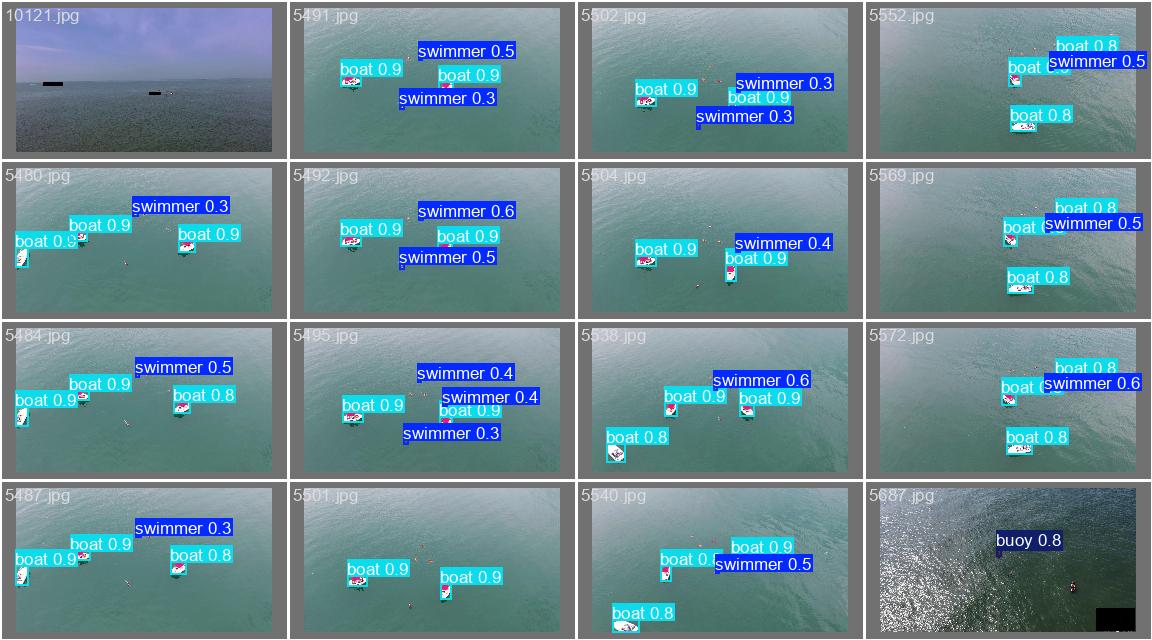 10121.jpg
5491.jpg
swimmer 0.5
boat 0.9
boat 0.9
swimmer 0.3
5502.jpg
swimmer 0.3
boat 0.9
boat 0.9
swimmer 0.3
5552.jpg
boat 0.8
swimmer 0.5
boat
boat 0.8
5480.jpg
swimmer 0.3
boat 0.9
boat 0.9
boat 0.9
5492.jpg
swimmer 0.6
boat 0.9
boat 0.9
swimmer 0.5
5504.jpg
swimmer 0.4
boat 0.9
boat 0.9
5569.jpg
boat 0.8
swimmer 0.5
boat
boat 0.8
5484.jpg
swimmer 0.5
boat 0.9
boat 0.9
boat 0.8
5495.jpg
swimmer 0.4
swimmer 0.4
boat 0.9
boat 0.9
swimmer 0.3
5538.jpg
swimmer 0.6
boat 0.9
boat 0.9
boat 0.8
5572.jpg
boat 0.8
swimmer 0.6
boat
boat 0.8
5487.jpg
swimmer 0.3
boat 0.9
boat 0.9
boat 0.8
5501.jpg
boat 0.9
boat 0.9
5540.jpg
boat 0.9
boat
swimmer 0.5
boat 0.8
5687.jpg
buoy 0.8